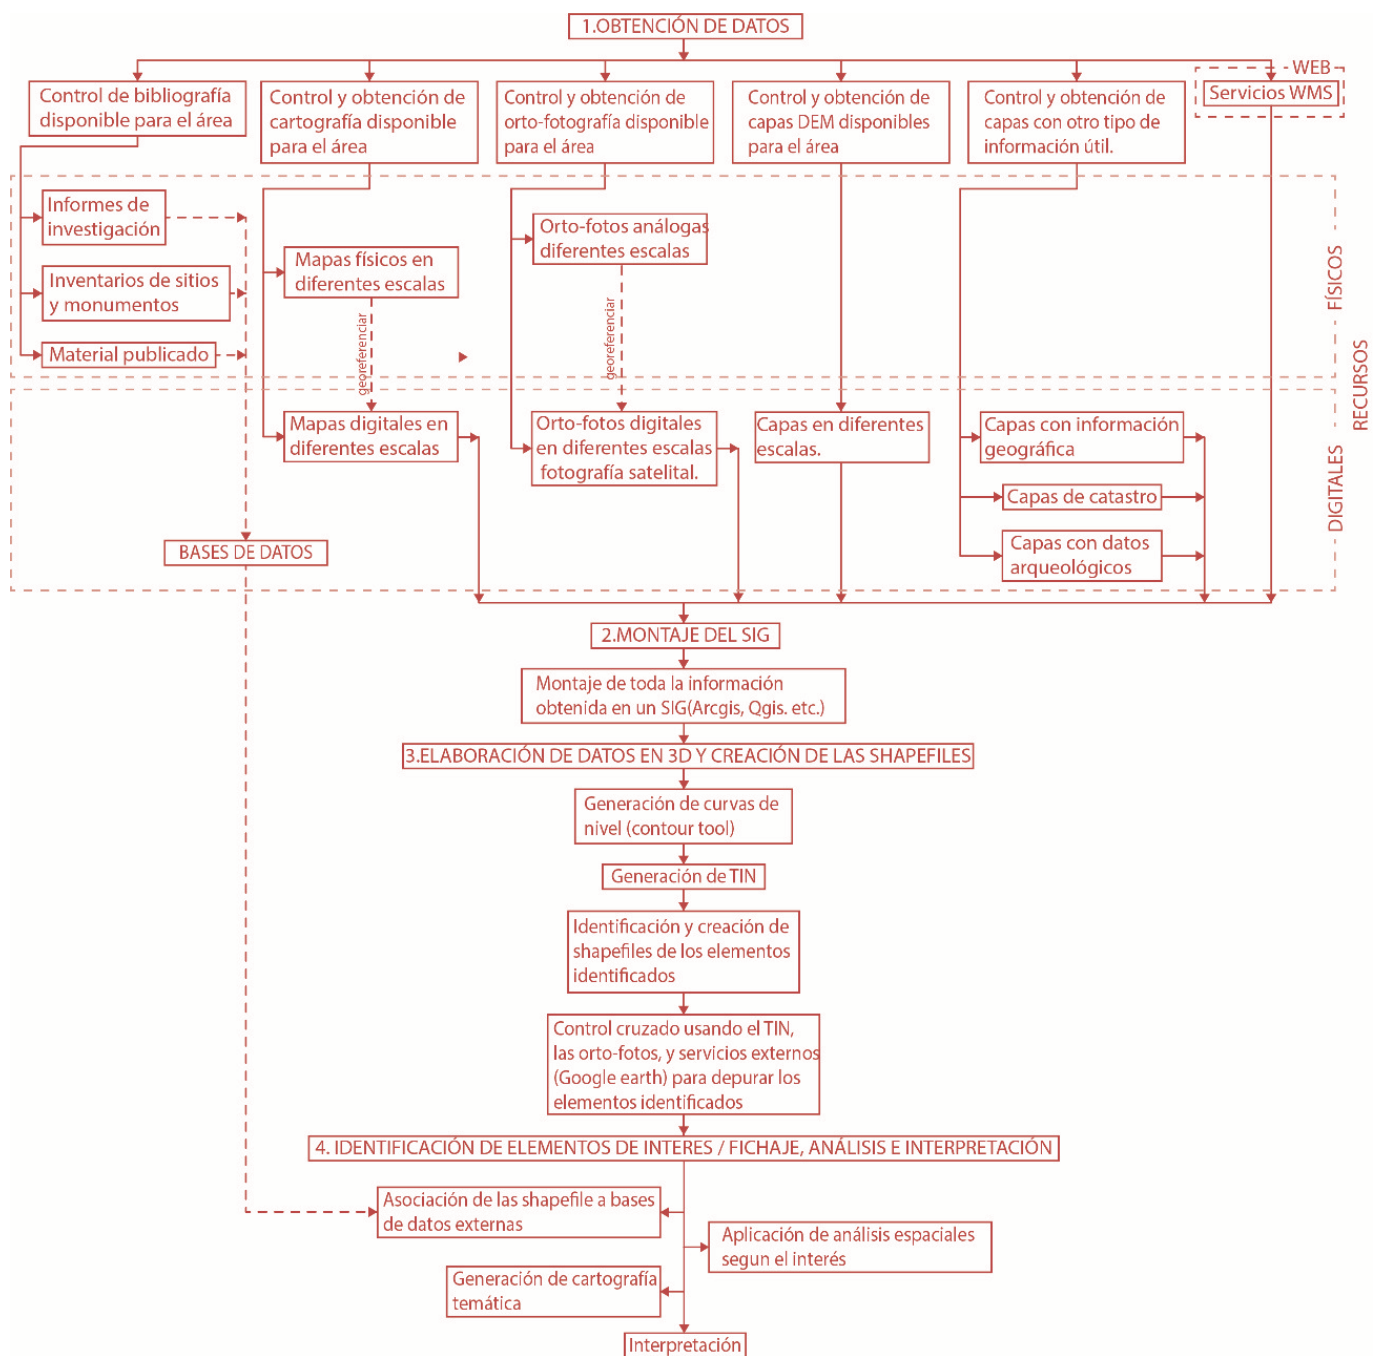 1.OBTENCIÓN DE DATOS
WEB
Servicios WMS
Control de bibliografía
disponible para el área
Control y obtención de
cartografía disponible
para el área
Control y obtención de
orto-fotografía disponible
para el área
Control y obtención de
capas DEM disponibles
para el área
Control y obtención de
capas con otro tipo de
información útil.
Informes de
investigación
Inventarios de sitios
y monumentos
Material publicado
Mapas físicos en
diferentes escalas
georeferenciar
Mapas digitales en
diferentes escalas
Orto-fotos análogas
diferentes escalas
georeferenciar
Orto-fotos digitales
en diferentes escalas
fotografía satelital.
Capas en diferentes
escalas.
Capas con información
geográfica
Capas de catastro
Capas con datos
arqueológicos
FÍSICOS
RECURSOS
DIGITALES
BASES DE DATOS
2.MONTAJE DEL SIG
Montaje de toda la información
obtenida en un SIG(Arcgis, Qgis. etc.)
3.ELABORACIÓN DE DATOS EN 3D Y CREACIÓN DE LAS SHAPEFILES
Generación de curvas de
nivel (contour tool)
Generación de TIN
Identificación y creación de
shapefiles de los elementos
identificados
Control cruzado usando el TIN,
las orto-fotos, y servicios externos
(Google earth) para depurar los
elementos identificados
4. IDENTIFICACIÓN DE ELEMENTOS DE INTERES / FICHAJE, ANÁLISIS E INTERPRETACIÓN
Asociación de las shapefile a bases
de datos externas
Aplicación de análisis espaciales
segun el interés
Generación de cartografía
temática
Interpretación